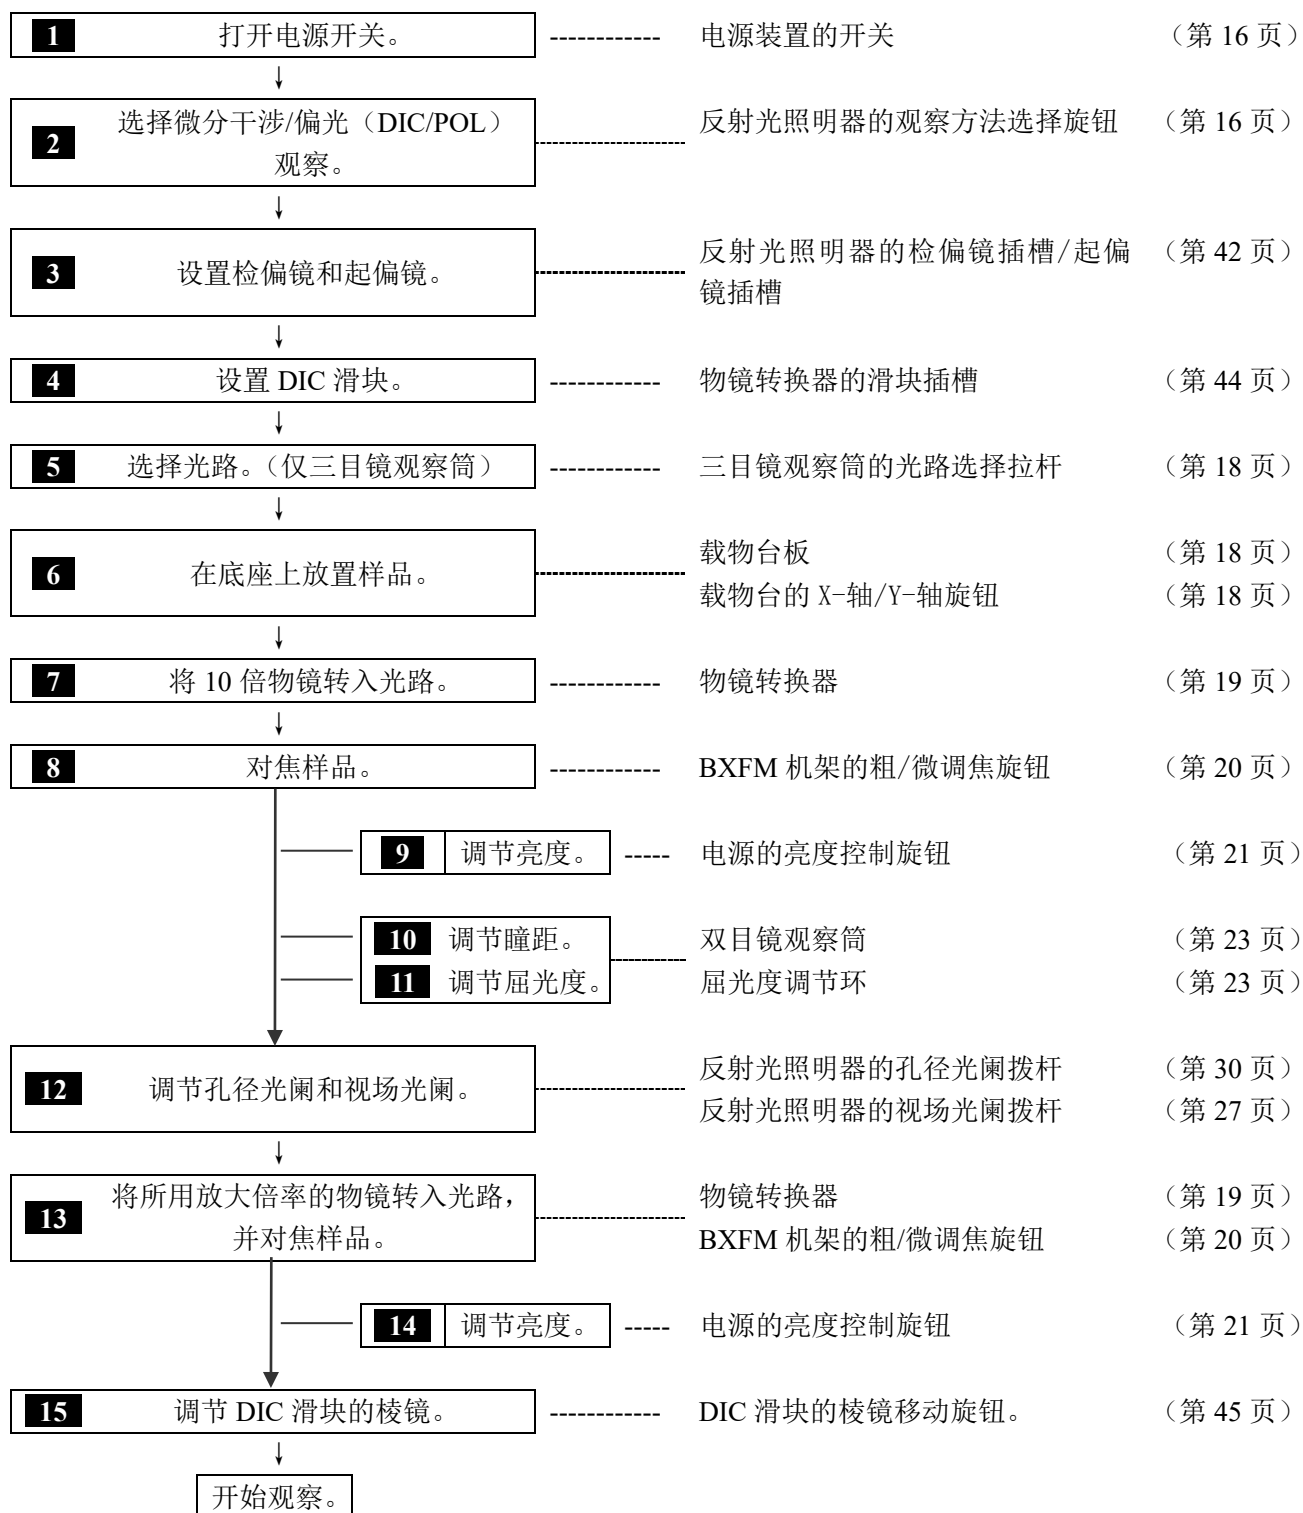 1 打开电源开关。 ------------ 电源装置的开关 （第 16 页）
↓
2 选择微分干涉/偏光（DIC/POL） 反射光照明器的观察方法选择旋钮 （第 16 页）
观察。
↓
3 设置检偏镜和起偏镜。 反射光照明器的检偏镜插槽/起偏 （第 42 页）
镜插槽
↓
4 设置 DIC 滑块。 ------------ 物镜转换器的滑块插槽 （第 44 页）
↓
5 选择光路。（仅三目镜观察筒） ------------ 三目镜观察筒的光路选择拉杆 （第 18 页）
↓
6 在底座上放置样品。 载物台板 （第 18 页）
载物台的 X-轴/Y-轴旋钮 （第 18 页）
↓
7 将 10 倍物镜转入光路。 ------------ 物镜转换器 （第 19 页）
↓
8 对焦样品。 ------------ BXFM 机架的粗/微调焦旋钮 （第 20 页）
9 调节亮度。 ----- 电源的亮度控制旋钮 （第 21 页）
10 调节瞳距。 双目镜观察筒 （第 23 页）
11 调节屈光度。 屈光度调节环 （第 23 页）
12 调节孔径光阑和视场光阑。 反射光照明器的孔径光阑拨杆 （第 30 页）
反射光照明器的视场光阑拨杆 （第 27 页）
↓
13 将所用放大倍率的物镜转入光路， 物镜转换器 （第 19 页）
并对焦样品。 BXFM 机架的粗/微调焦旋钮 （第 20 页）
14 调节亮度。 ----- 电源的亮度控制旋钮 （第 21 页）
15 调节 DIC 滑块的棱镜。 ------------ DIC 滑块的棱镜移动旋钮。 （第 45 页）
↓
开始观察。